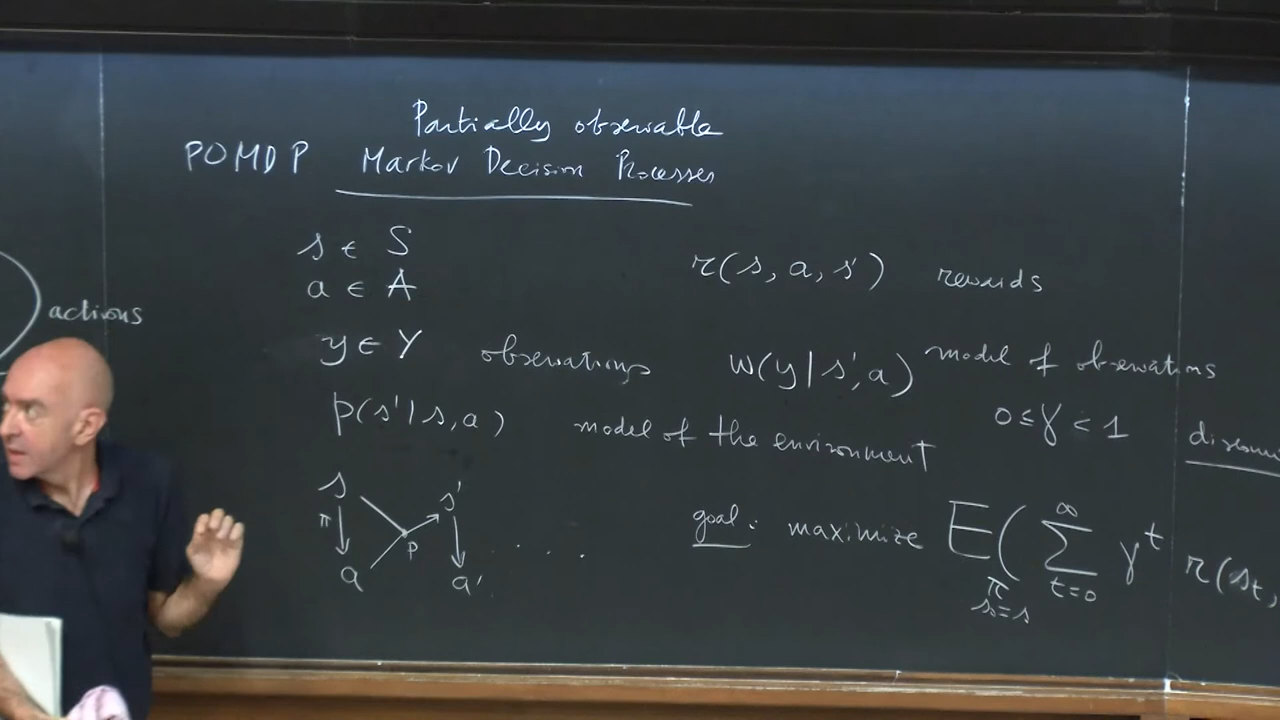 Partially observable
POMDP Markov Decision Processes
s ∈ S
a ∈ A
r(s, a, s') rewards
actions
y ∈ Y observations w(y|s',a) model of observations
p(s'|s,a) model of the environment
0 ≤ γ < 1
s s'
π p
a a' . . . . .
goal: maximize E( ∑ γ^t r(s_t,
∞
t=0
π
s=s